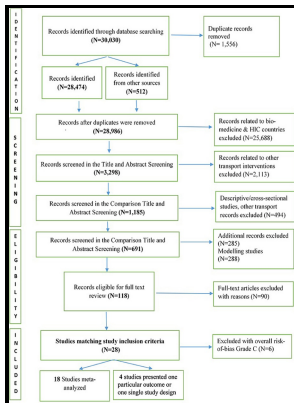 IDENTIFICATION
Records identified through database searching
(N=30,030)
Duplicate records
removed
(N= 1,556)
Records identified
(N=28,474)
Records identified
from other sources
(N=512)
SCREENING
Records after duplicates were removed
(N=28,986)
Records related to bio-
medicine & HIC countries
excluded (N=25,688)
Records screened in the Title and Abstract Screening
(N=3,298)
Records related to other
transport interventions
excluded (N=2,113)
Records screened in the Comparison Title and
Abstract Screening (N=1,185)
Descriptive/cross-sectional
studies, other transport
records excluded (N=494)
ELIGIBILITY
Records screened in the Comparison Title and
Abstract Screening (N=691)
Additional records excluded
(N=285)
Modelling studies
(N=288)
Records eligible for full text
review (N=118)
Full-text articles excluded
with reasons (N=90)
INCLUDED
Studies matching study inclusion criteria
(N=28)
Excluded with overall risk-
of-bias Grade C (N=6)
18 Studies meta-
analyzed
4 studies presented one
particular outcome or
one single study design